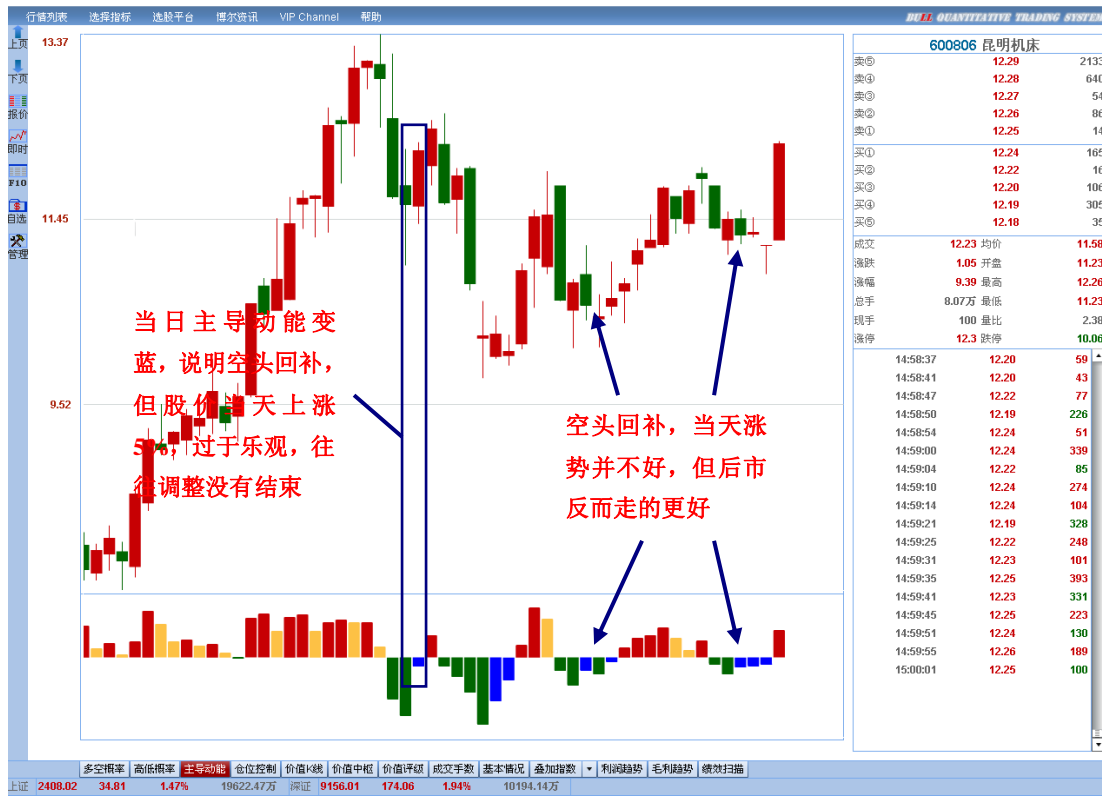 行情列表 选择指标 选股平台 博尔资讯 VIP Channel 帮助
BULL QUANTITATIVE TRADING SYSTEM
上页
下页
报价
即时
F10
自选
管理
13.37
11.45
9.52
当日主导动能变
蓝，说明空头回补，
但股价当天上涨
5%，过于乐观，往
往调整没有结束
空头回补，当天涨
势并不好，但后市
反而走的更好
600806 昆明机床
卖⑤ 12.29 2133
卖④ 12.28 640
卖③ 12.27 54
卖② 12.26 86
卖① 12.25 14
买① 12.24 165
买② 12.22 16
买③ 12.20 106
买④ 12.19 305
买⑤ 12.18 35
成交 12.23 均价 11.58
涨跌 1.05 开盘 11.23
涨幅 9.39 最高 12.26
总手 8.07万 最低 11.23
现手 100 量比 2.38
涨停 12.3 跌停 10.06
14:58:37 12.20 59
14:58:41 12.20 43
14:58:47 12.22 77
14:58:50 12.19 226
14:58:54 12.24 51
14:59:00 12.24 339
14:59:04 12.22 85
14:59:10 12.24 274
14:59:14 12.24 104
14:59:21 12.19 328
14:59:25 12.22 248
14:59:31 12.23 101
14:59:35 12.25 393
14:59:41 12.23 331
14:59:45 12.25 223
14:59:51 12.24 130
14:59:55 12.26 189
15:00:01 12.25 100
多空概率 高低概率 主导动能 仓位控制 价值K线 价值中枢 价值评级 成交手数 基本情况 叠加指数 利润趋势 毛利趋势 绩效扫描
上证 2408.02 34.81 1.47% 19622.47万 深证 9156.01 174.06 1.94% 10194.14万